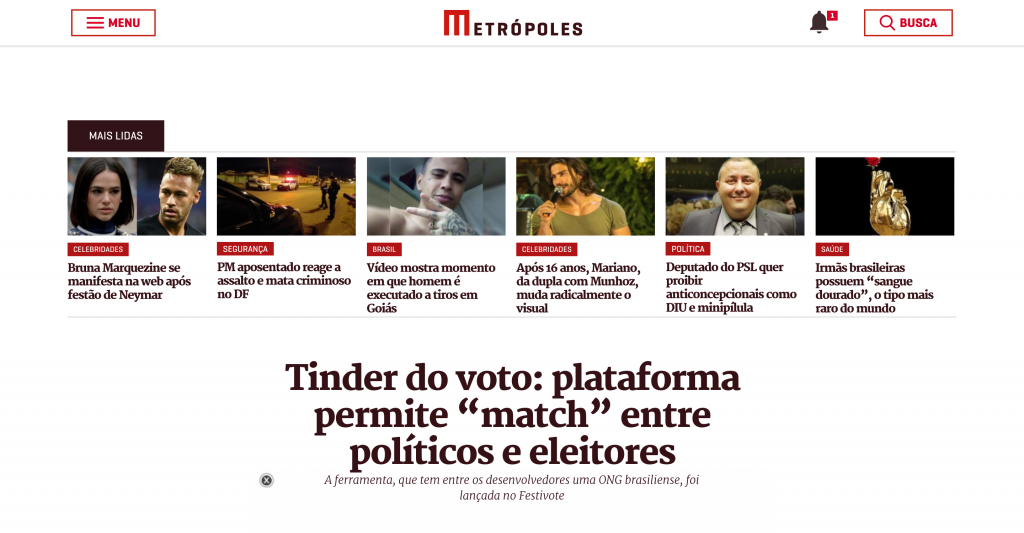 MENU
METRÓPOLES
1
BUSCA
MAIS LIDAS
CELEBRIDADES
Bruna Marquezine se
manifesta na web após
festão de Neymar
SEGURANÇA
PM aposentado reage a
assalto e mata criminoso
no DF
BRASIL
Vídeo mostra momento
em que homem é
executado a tiros em
Goiás
CELEBRIDADES
Após 16 anos, Mariano,
da dupla com Munhoz,
muda radicalmente o
visual
POLÍTICA
Deputado do PSL quer
proibir
anticoncepcionais como
DIU e minipílula
SAÚDE
Irmãs brasileiras
possuem “sangue
dourado”, o tipo mais
raro do mundo
Tinder do voto: plataforma
permite “match” entre
políticos e eleitores
A ferramenta, que tem entre os desenvolvedores uma ONG brasiliense, foi
lançada no Festivote